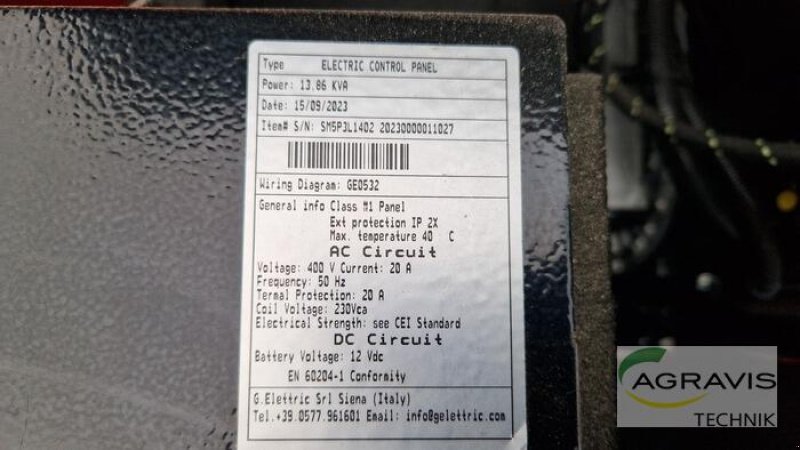 Type ELECTRIC CONTROL PANEL
Power: 13.86 KVA
Date: 15/09/2023
Item# S/N: SM5PJL1402 20230000011027
Wiring Diagram: GE0532
General info Class #1 Panel
Ext protection IP 2X
Max. temperature 40 C
AC Circuit
Voltage: 400 V Current: 20 A
Frequency: 50 Hz
Termal Protection: 20 A
Coil Voltage: 230Vca
Electrical Strength: see CEI Standard
DC Circuit
Battery Voltage: 12 Vdc
EN 60204-1 Conformity
G.Elettric Srl Siena (Italy)
Tel.+39.0577.961601 Email: info@gelettric.com
AGRAVIS
TECHNIK